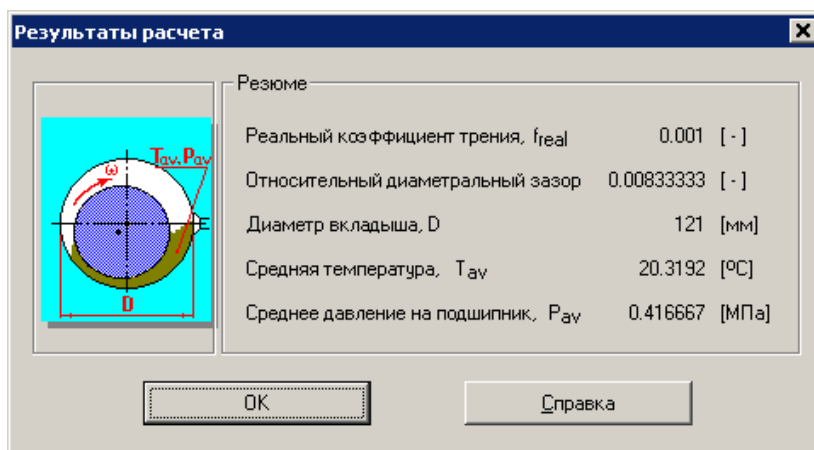 Результаты расчета
Резюме
Tav, Pav
ω
D
Реальный коэффициент трения, freal 0.001 [ - ]
Относительный диаметральный зазор 0.00833333 [ - ]
Диаметр вкладыша, D 121 [мм]
Средняя температура, Tav 20.3192 [ºC]
Среднее давление на подшипник, Pav 0.416667 [МПа]
OK
Справка